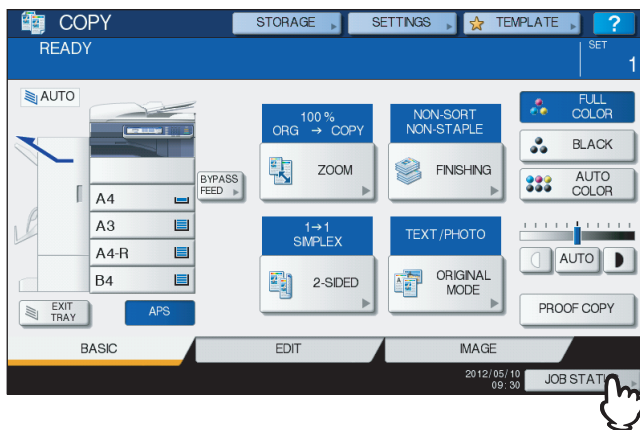 COPY
STORAGE
SETTINGS
TEMPLATE
?
READY
SET
1
AUTO
A4
A3
A4-R
B4
BYPASS
FEED
EXIT
TRAY
APS
100 %
ORG → COPY
ZOOM
NON-SORT
NON-STAPLE
FINISHING
1→1
SIMPLEX
2-SIDED
TEXT/PHOTO
ORIGINAL
MODE
FULL
COLOR
BLACK
AUTO
COLOR
AUTO
PROOF COPY
BASIC
EDIT
IMAGE
2012/05/10
09:30
JOB STAT